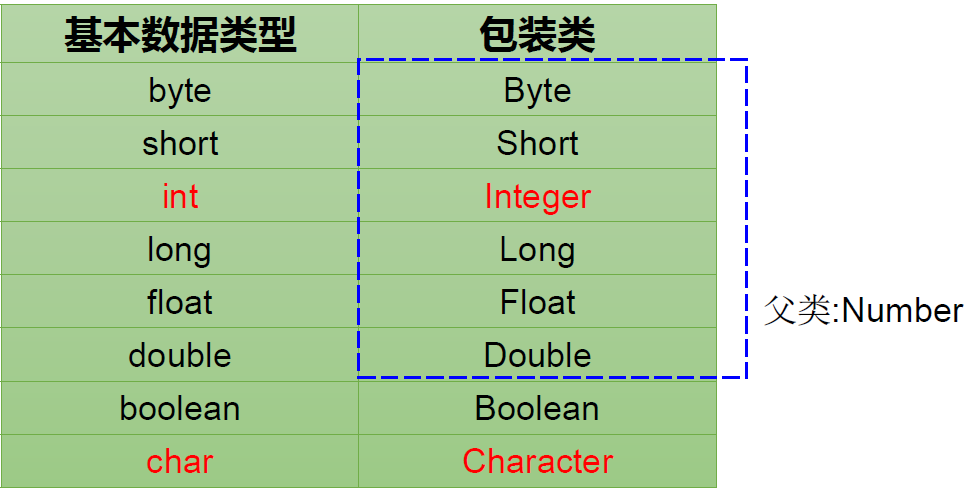 基本数据类型 包装类
byte Byte
short Short
int Integer
long Long
float Float
父类:Number
double Double
boolean Boolean
char Character